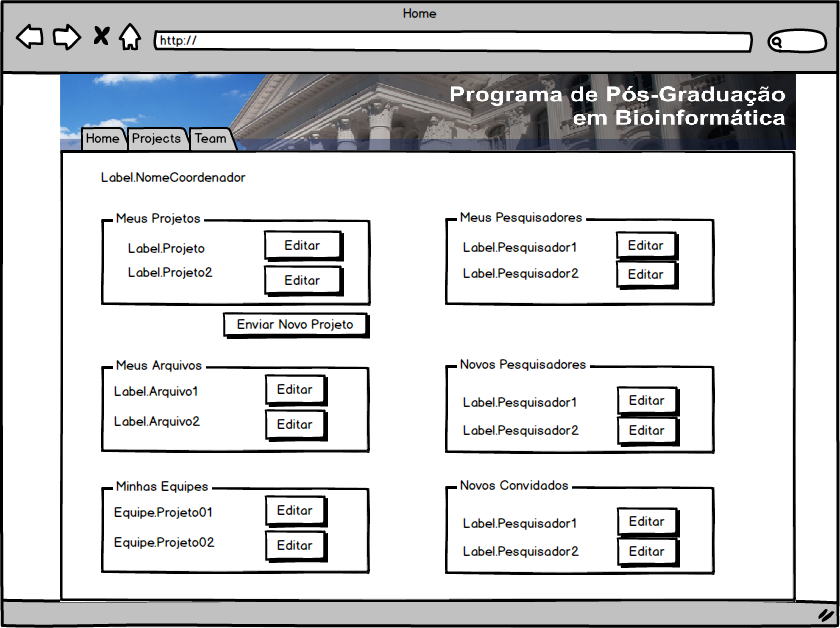 Home
http://
Programa de Pós-Graduação
em Bioinformática
Home Projects Team
Label.NomeCoordenador
Meus Projetos
Label.Projeto Editar
Label.Projeto2 Editar
Enviar Novo Projeto
Meus Pesquisadores
Label.Pesquisador1 Editar
Label.Pesquisador2 Editar
Meus Arquivos
Label.Arquivo1 Editar
Label.Arquivo2 Editar
Novos Pesquisadores
Label.Pesquisador1 Editar
Label.Pesquisador2 Editar
Minhas Equipes
Equipe.Projeto01 Editar
Equipe.Projeto02 Editar
Novos Convidados
Label.Pesquisador1 Editar
Label.Pesquisador2 Editar